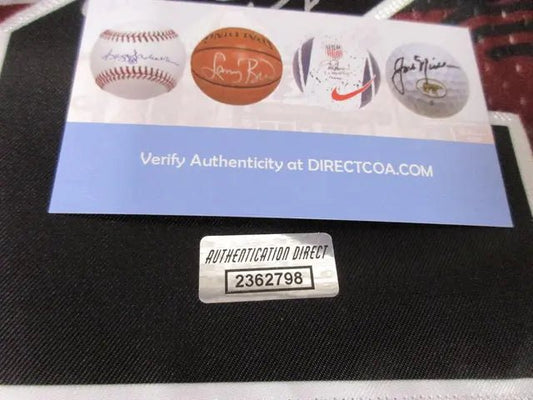 Verify Authenticity at DIRECTCOA.COM
AUTHENTICATION DIRECT
2362798